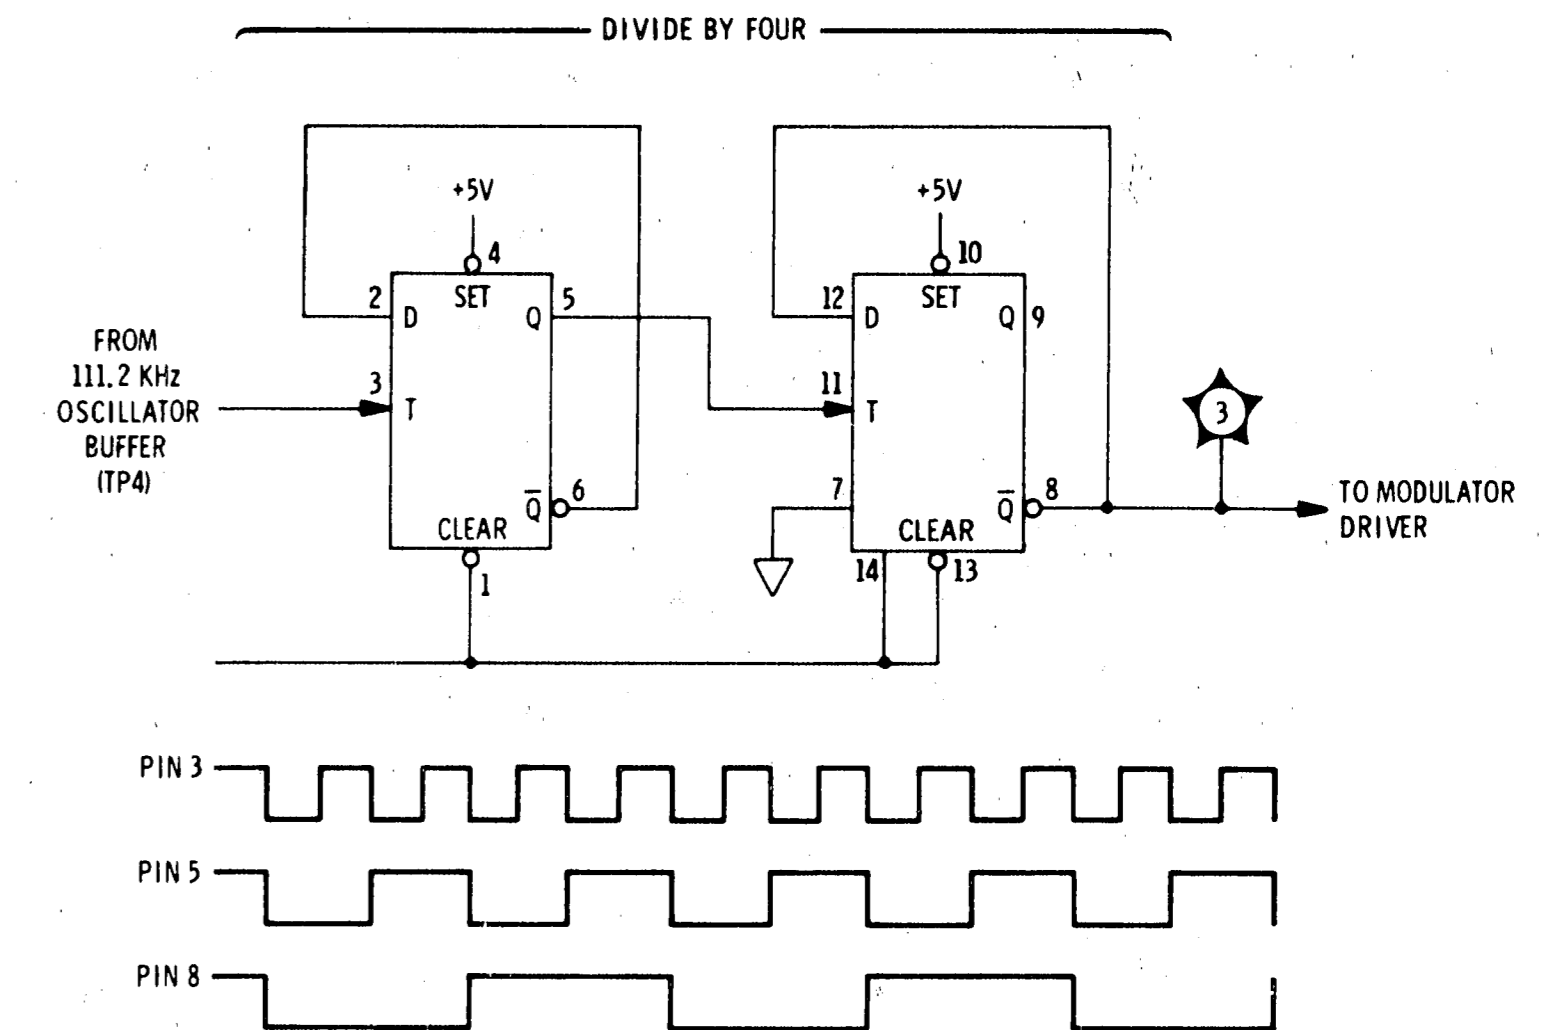 DIVIDE BY FOUR
+5V
4
SET
2
D
Q
5
FROM
111.2 KHz
OSCILLATOR
BUFFER
(TP4)
3
T
Q̅
6
CLEAR
1
+5V
10
SET
12
D
Q
9
11
T
7
Q̅
8
CLEAR
14
13
3
TO MODULATOR
DRIVER
PIN 3
PIN 5
PIN 8